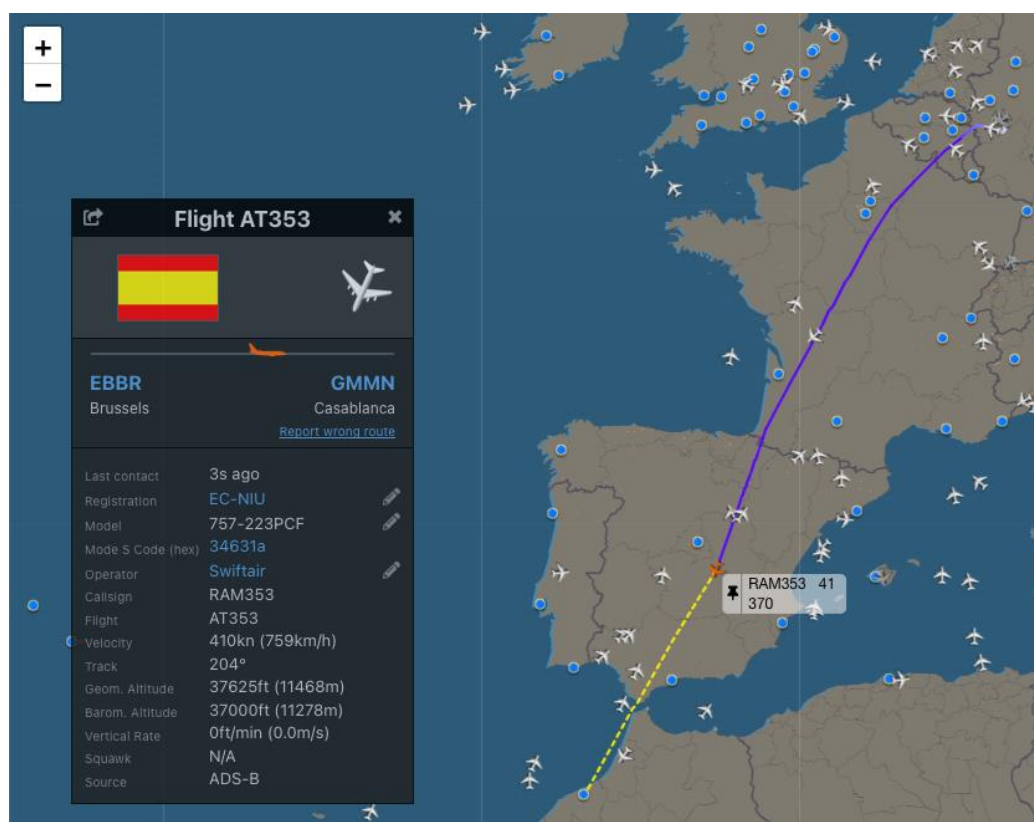 +
−
Flight AT353 ×
EBBR GMMN
Brussels Casablanca
Report wrong route
Last contact 3s ago
Registration EC-NIU
Model 757-223PCF
Mode S Code (hex) 34631a
Operator Swiftair
Callsign RAM353
Flight AT353
Velocity 410kn (759km/h)
Track 204°
Geom. Altitude 37625ft (11468m)
Barom. Altitude 37000ft (11278m)
Vertical Rate 0ft/min (0.0m/s)
Squawk N/A
Source ADS-B
RAM353 41
370